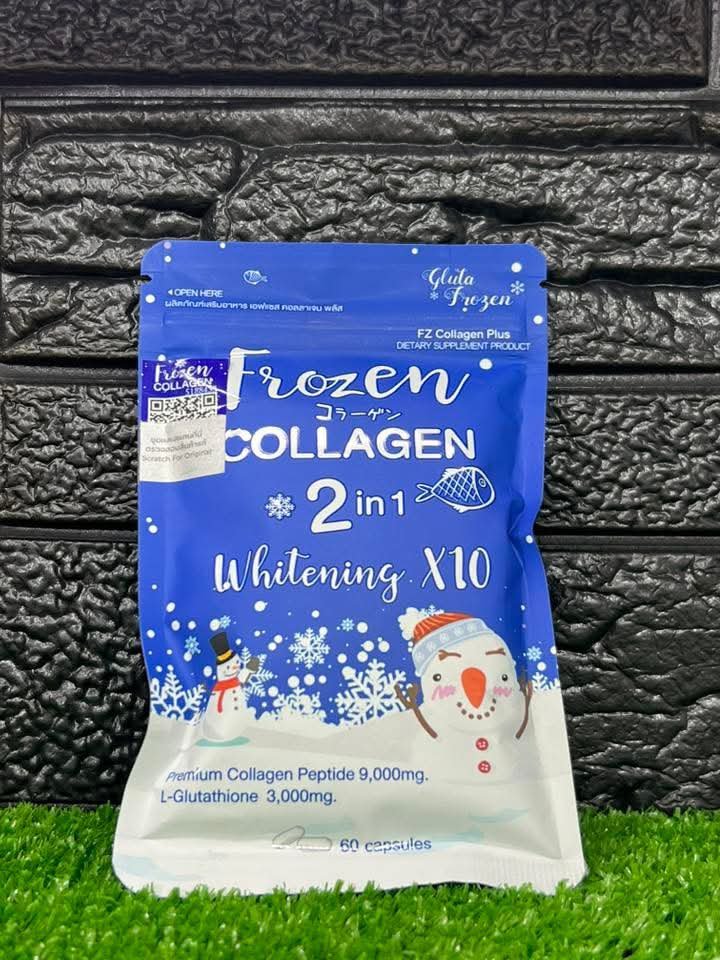 ◄ OPEN HERE
ผลิตภัณฑ์เสริมอาหาร เอฟแซส คอลลาเจน พลัส
Gluta
Frozen
FZ Collagen Plus
DIETARY SUPPLEMENT PRODUCT
Frozen
COLLAGEN
Scratch For Original
Frozen
コラーゲン
COLLAGEN
2 in 1
Whitening X10
Premium Collagen Peptide 9,000mg.
L-Glutathione 3,000mg.
60 capsules